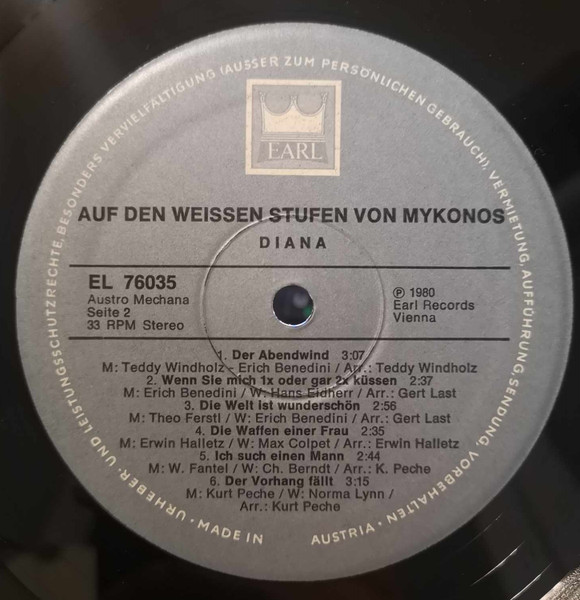 URHEBER- UND LEISTUNGSSCHUTZRECHTE, BESONDERS VERVIELFÄLTIGUNG (AUSSER ZUM PERSÖNLICHEN GEBRAUCH), VERMIETUNG, AUFFÜHRUNG, SENDUNG, VORBEHALTEN · MADE IN AUSTRIA ·
EARL
AUF DEN WEISSEN STUFEN VON MYKONOS
DIANA
EL 76035
Austro Mechana
Seite 2
33 RPM Stereo
℗ 1980
Earl Records
Vienna
1. Der Abendwind 3:07
M: Teddy Windholz - Erich Benedini / Arr.: Teddy Windholz
2. Wenn Sie mich 1x oder gar 2x küssen 2:37
M: Erich Benedini / W: Hans Eidherr / Arr.: Gert Last
3. Die Welt ist wunderschön 2:56
M: Theo Ferstl / W: Erich Benedini / Arr.: Gert Last
4. Die Waffen einer Frau 2:35
M: Erwin Halletz / W: Max Colpet / Arr.: Erwin Halletz
5. Ich such einen Mann 2:44
M: W. Fantel / W: Ch. Berndt / Arr.: K. Peche
6. Der Vorhang fällt 3:15
M: Kurt Peche / W: Norma Lynn /
Arr.: Kurt Peche